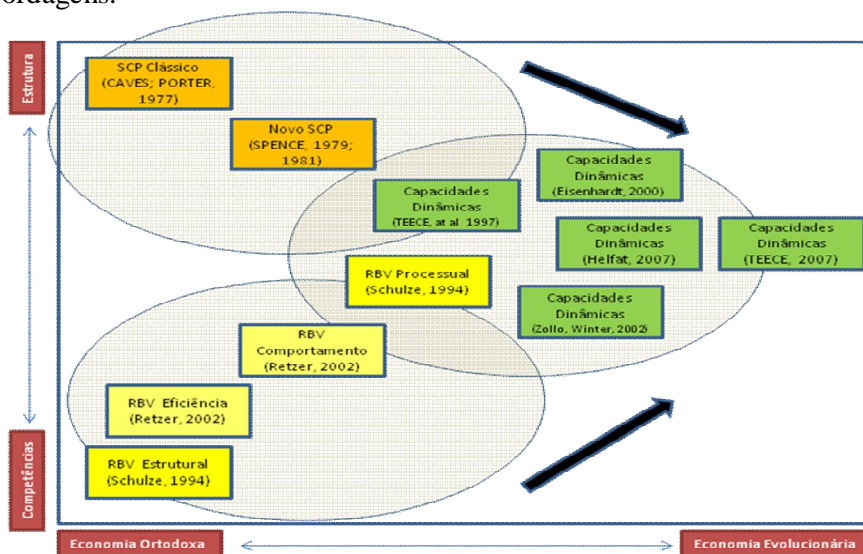 ordagens.
Estrutura
SCP Clássico
(CAVES; PORTER,
1977)
Novo SCP
(SPENCE, 1979;
1981)
Capacidades
Dinâmicas
(Eisenhardt, 2000)
Capacidades
Dinâmicas
(TEECE, at al 1997)
Capacidades
Dinâmicas
(Helfat, 2007)
Capacidades
Dinâmicas
(TEECE, 2007)
RBV Processual
(Schulze, 1994)
Capacidades
Dinâmicas
(Zollo, Winter, 2002)
RBV
Comportamento
(Retzer, 2002)
RBV Eficiência
(Retzer, 2002)
RBV Estrutural
(Schulze, 1994)
Competências
Economia Ortodoxa
Economia Evolucionária